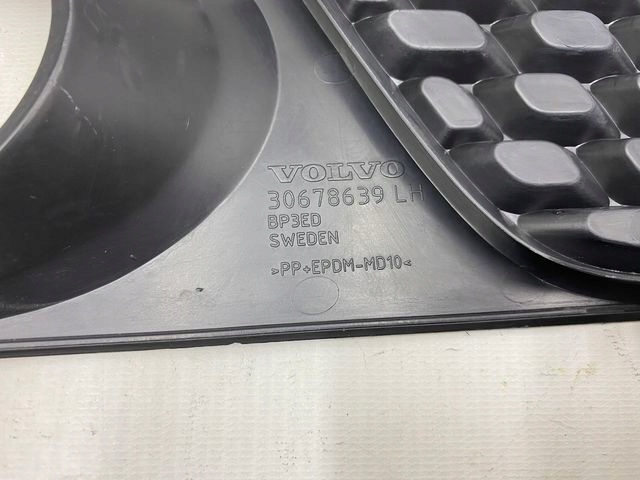 VOLVO
30678639 LH
BP3ED
SWEDEN
>PP+EPDM-MD10<